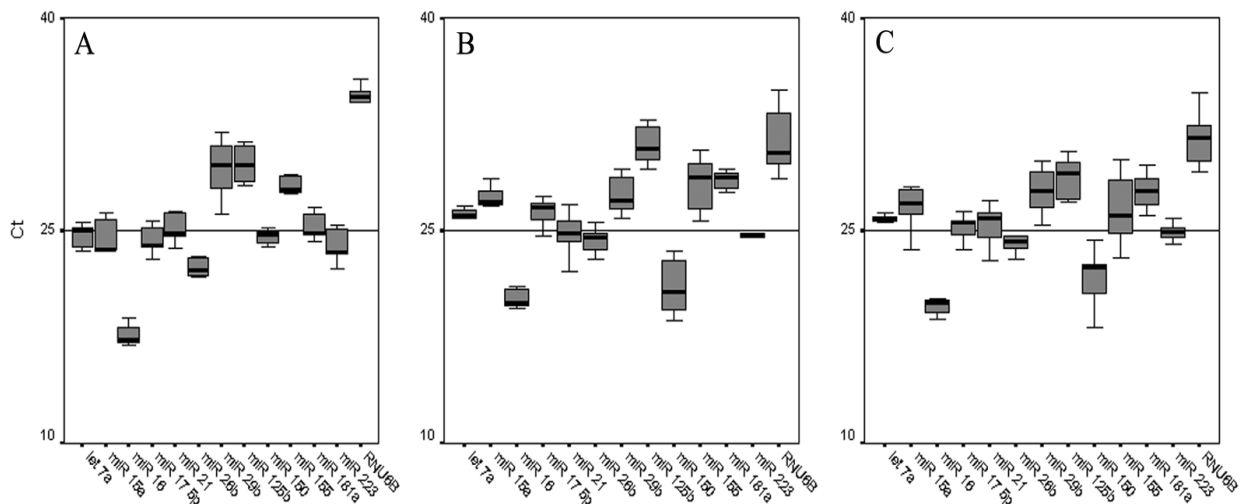 40
25
10
Ct
A
let 7a
miR 15a
miR 16
miR 17 5p
miR 21
miR 26b
miR 29b
miR 125b
miR 150
miR 155
miR 181a
miR 223
RNU6B
40
25
10
B
let 7a
miR 15a
miR 16
miR 17 5p
miR 21
miR 26b
miR 29b
miR 125b
miR 150
miR 155
miR 181a
miR 223
RNU6B
40
25
10
C
let 7a
miR 15a
miR 16
miR 17 5p
miR 21
miR 26b
miR 29b
miR 125b
miR 150
miR 155
miR 181a
miR 223
RNU6B